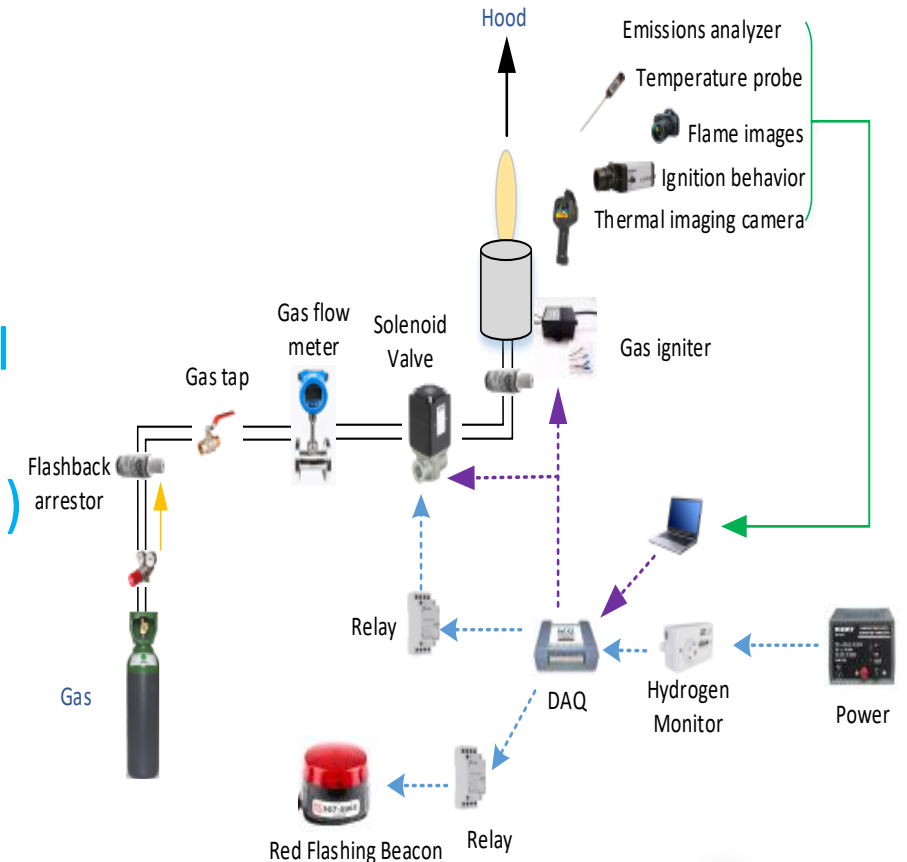 Hood
Emissions analyzer
Temperature probe
Flame images
Ignition behavior
Thermal imaging camera
Gas flow
meter
Solenoid
Valve
Gas igniter
Gas tap
Flashback
arrestor
)
Relay
DAQ
Hydrogen
Monitor
Power
Gas
Red Flashing Beacon
Relay